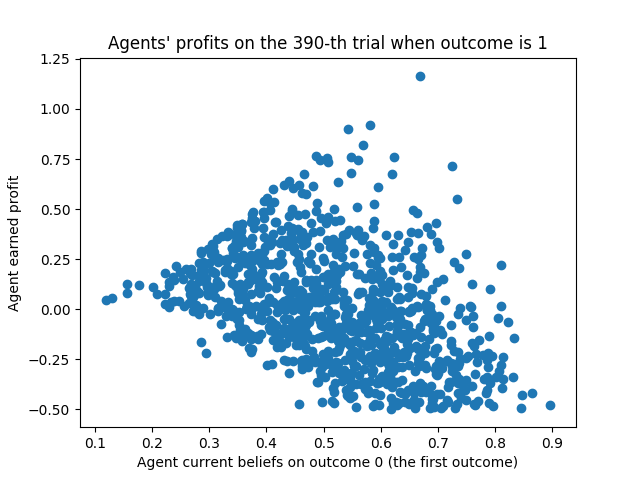 Agents' profits on the 390-th trial when outcome is 1
1.25
1.00
0.75
0.50
0.25
0.00
−0.25
−0.50
Agent earned profit
0.1 0.2 0.3 0.4 0.5 0.6 0.7 0.8 0.9
Agent current beliefs on outcome 0 (the first outcome)